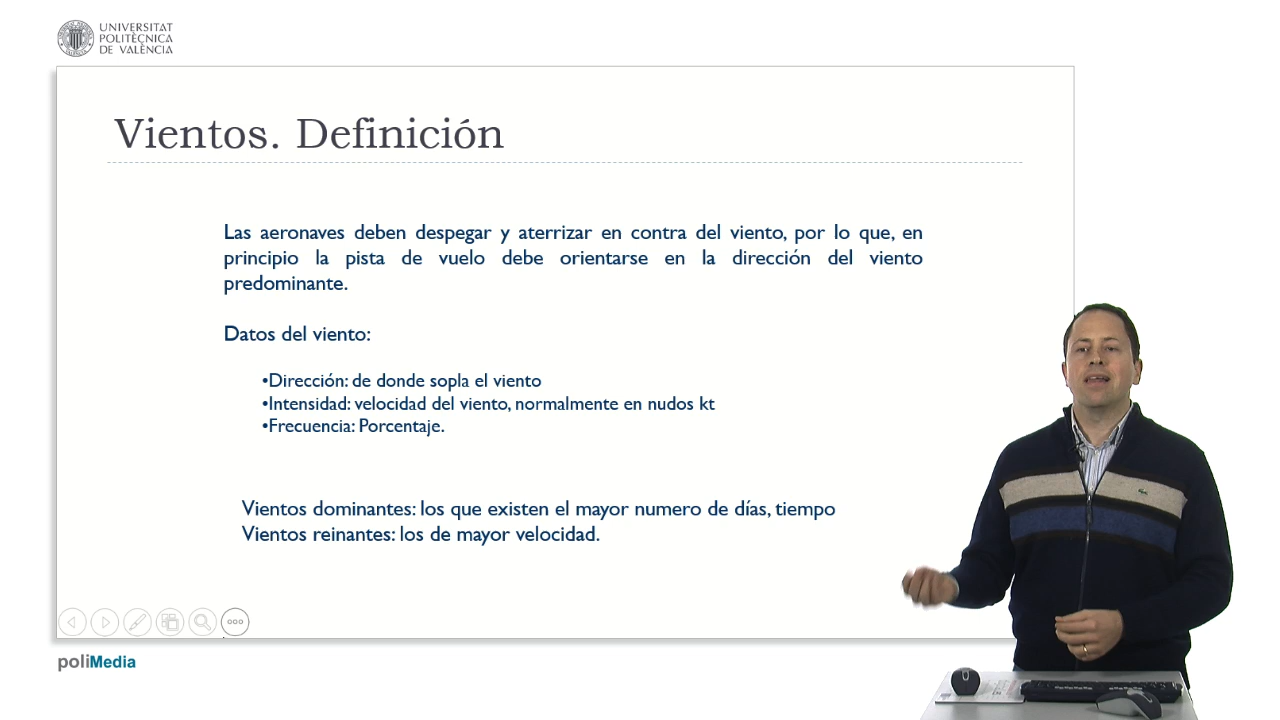 UNIVERSITAT
POLITÈCNICA
DE VALÈNCIA
Vientos. Definición
Las aeronaves deben despegar y aterrizar en contra del viento, por lo que, en
principio la pista de vuelo debe orientarse en la dirección del viento
predominante.
Datos del viento:
•Dirección: de donde sopla el viento
•Intensidad: velocidad del viento, normalmente en nudos kt
•Frecuencia: Porcentaje.
Vientos dominantes: los que existen el mayor numero de días, tiempo
Vientos reinantes: los de mayor velocidad.
poliMedia